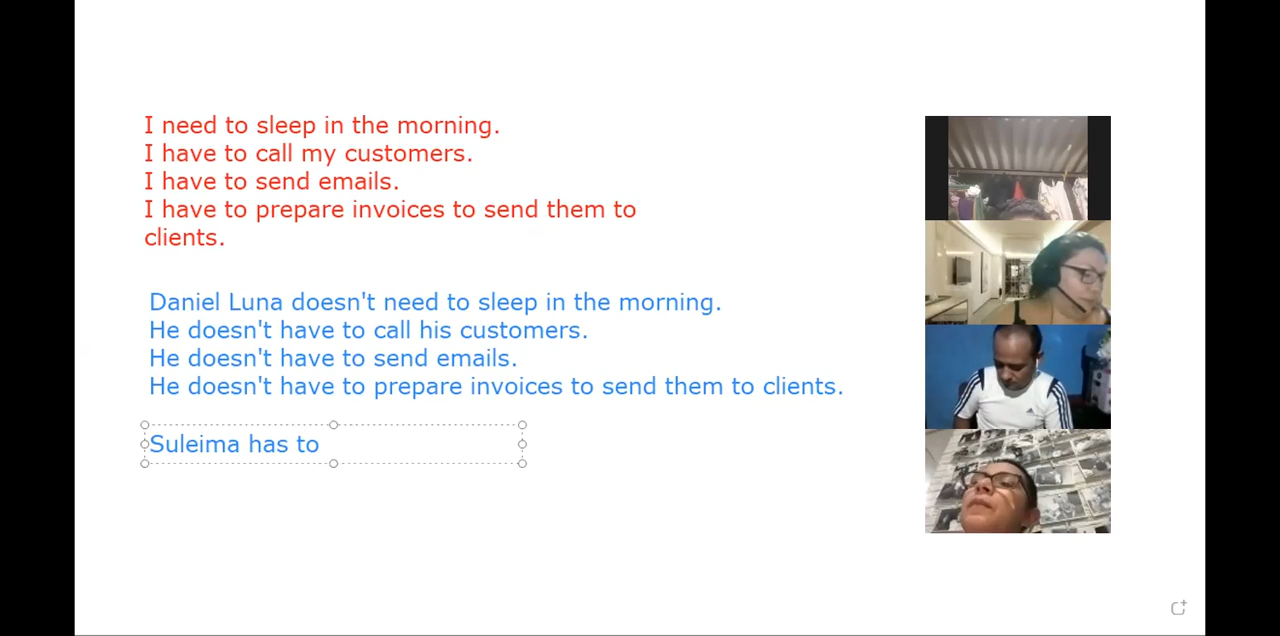 I need to sleep in the morning.
I have to call my customers.
I have to send emails.
I have to prepare invoices to send them to
clients.
Daniel Luna doesn't need to sleep in the morning.
He doesn't have to call his customers.
He doesn't have to send emails.
He doesn't have to prepare invoices to send them to clients.
Suleima has to